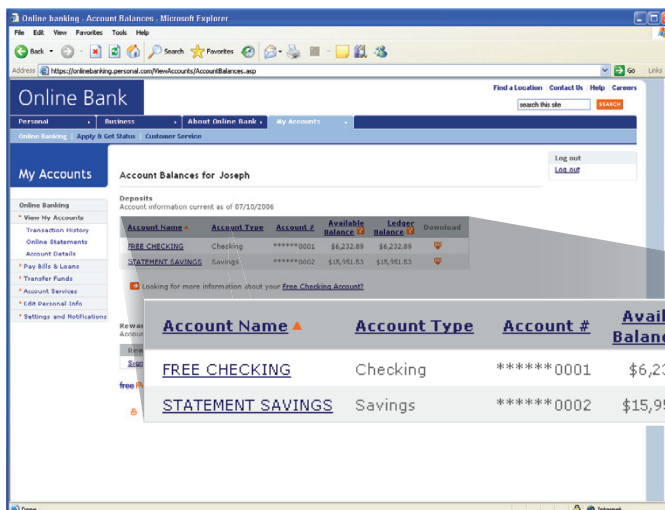 Online banking - Account Balances - Microsoft Explorer
File Edit View Favorites Tools Help
Back Search Favorites
Address https://onlinebanking.personal.com/ViewAccounts/AccountBalances.asp Go Links
Find a Location Contact Us Help Careers
Online Bank
search this site SEARCH
Personal Business About Online Bank My Accounts
Online Banking | Apply & Get Status Customer Service
Log out
Log out
My Accounts
Account Balances for Joseph
Deposits
Account information current as of 07/10/2006
Online Banking
View My Accounts
Transaction History
Online Statements
Account Details
Pay Bills & Loans
Transfer Funds
Account Services
Edit Personal Info
Settings and Notifications
Account Name Account Type Account # Available Balance ? Ledger Balance ? Download
FREE CHECKING Checking ******0001 $6,232.89 $6,232.89
STATEMENT SAVINGS Savings ******0002 $15,951.53 $15,951.53
Looking for more information about your Free Checking Account?
Rewa
Accou
free
Account Name Account Type Account # Avail
Balanc
FREE CHECKING Checking ******0001 $6,23
STATEMENT SAVINGS Savings ******0002 $15,95
Done Internet